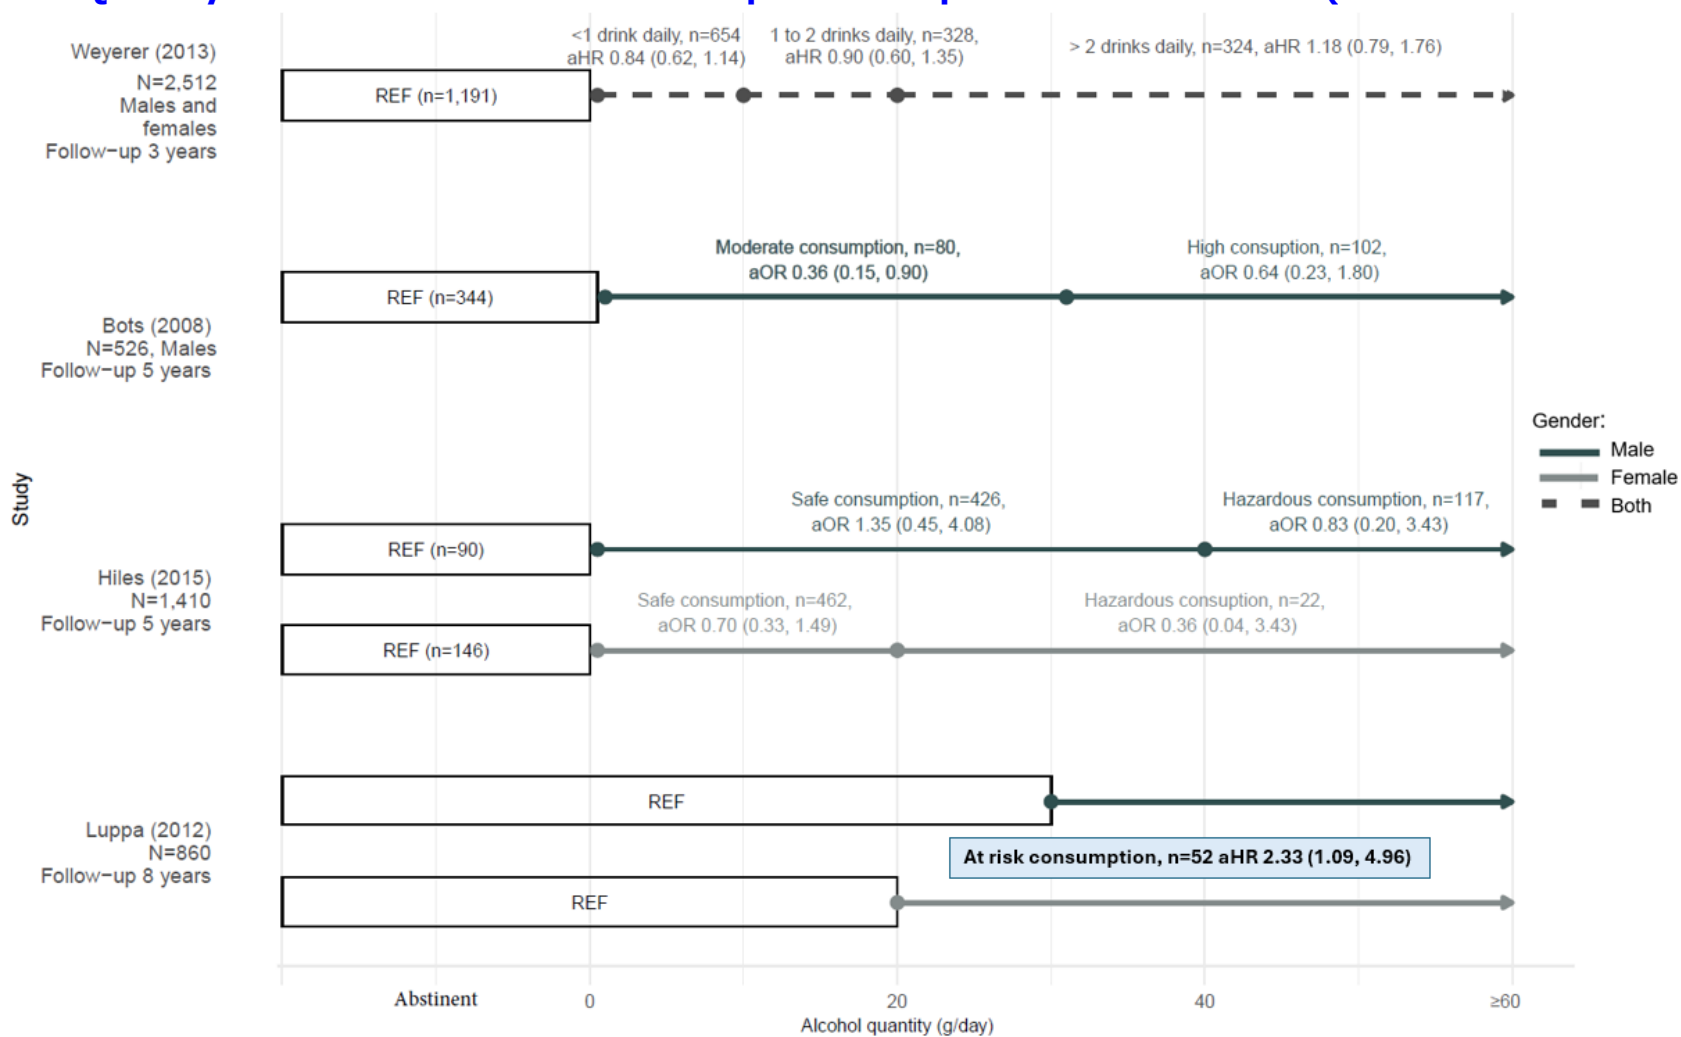 Weyerer (2013)
N=2,512
Males and
females
Follow−up 3 years
<1 drink daily, n=654
aHR 0.84 (0.62, 1.14)
1 to 2 drinks daily, n=328,
aHR 0.90 (0.60, 1.35)
> 2 drinks daily, n=324, aHR 1.18 (0.79, 1.76)
REF (n=1,191)
Bots (2008)
N=526, Males
Follow−up 5 years
Moderate consumption, n=80,
aOR 0.36 (0.15, 0.90)
High consuption, n=102,
aOR 0.64 (0.23, 1.80)
REF (n=344)
Study
Hiles (2015)
N=1,410
Follow−up 5 years
Safe consumption, n=426,
aOR 1.35 (0.45, 4.08)
Hazardous consumption, n=117,
aOR 0.83 (0.20, 3.43)
REF (n=90)
Safe consumption, n=462,
aOR 0.70 (0.33, 1.49)
Hazardous consuption, n=22,
aOR 0.36 (0.04, 3.43)
REF (n=146)
Luppa (2012)
N=860
Follow−up 8 years
REF
At risk consumption, n=52 aHR 2.33 (1.09, 4.96)
REF
Gender:
Male
Female
Both
Abstinent 0 20 40 ≥60
Alcohol quantity (g/day)